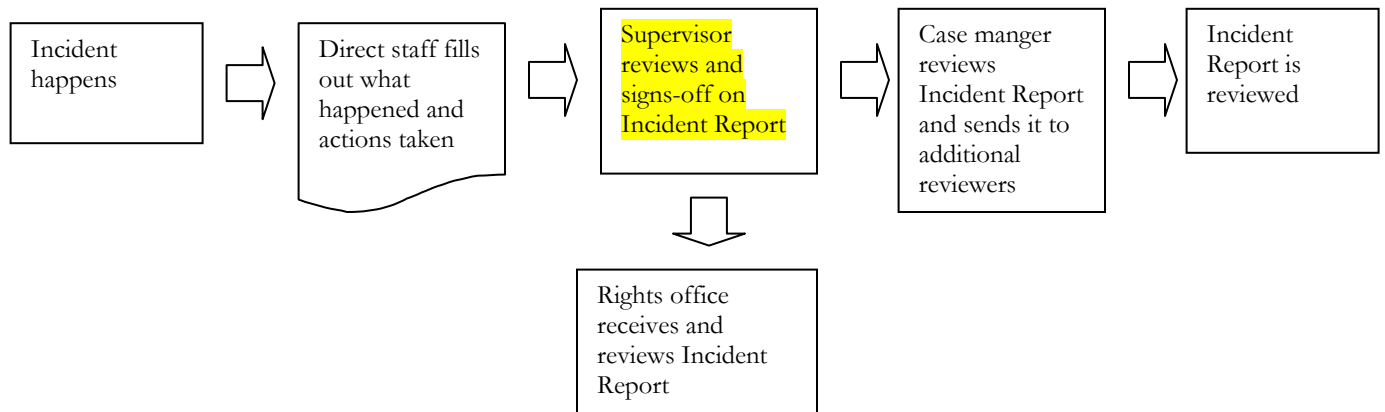 Incident
happens
Direct staff fills
out what
happened and
actions taken
Supervisor
reviews and
signs-off on
Incident Report
Case manger
reviews
Incident Report
and sends it to
additional
reviewers
Incident
Report is
reviewed
Rights office
receives and
reviews Incident
Report